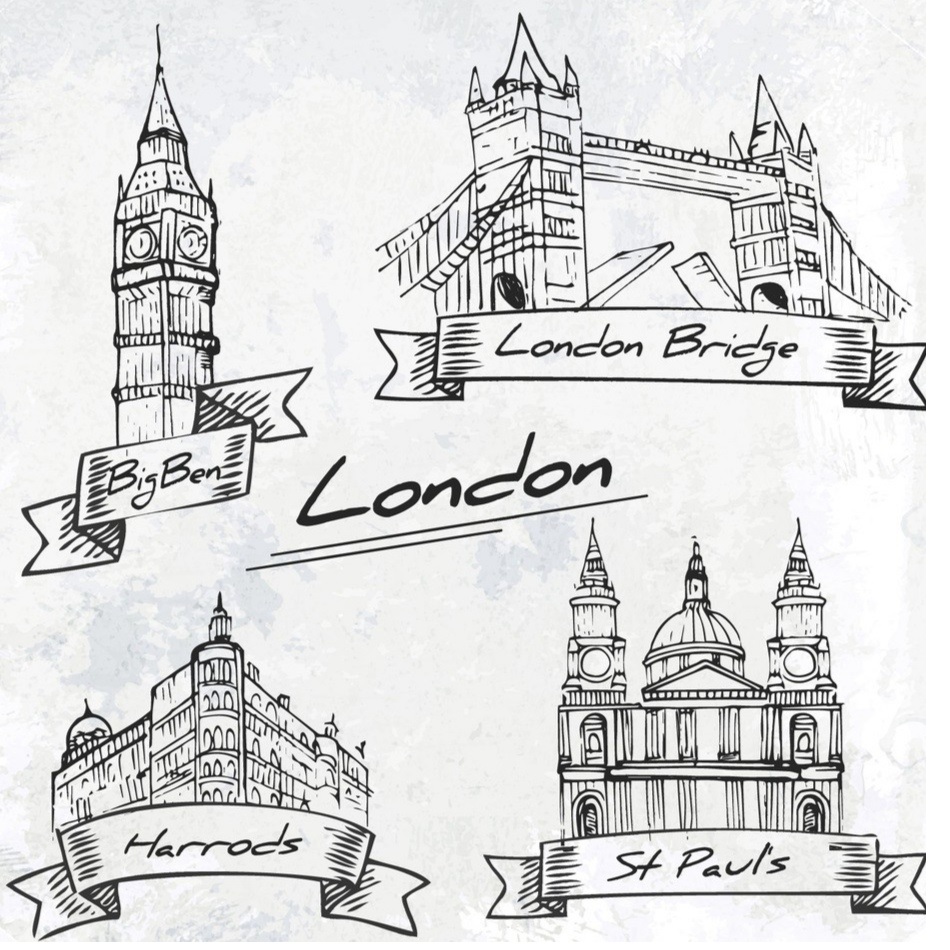 London Bridge
BigBen
London
Harrods
St Paul's